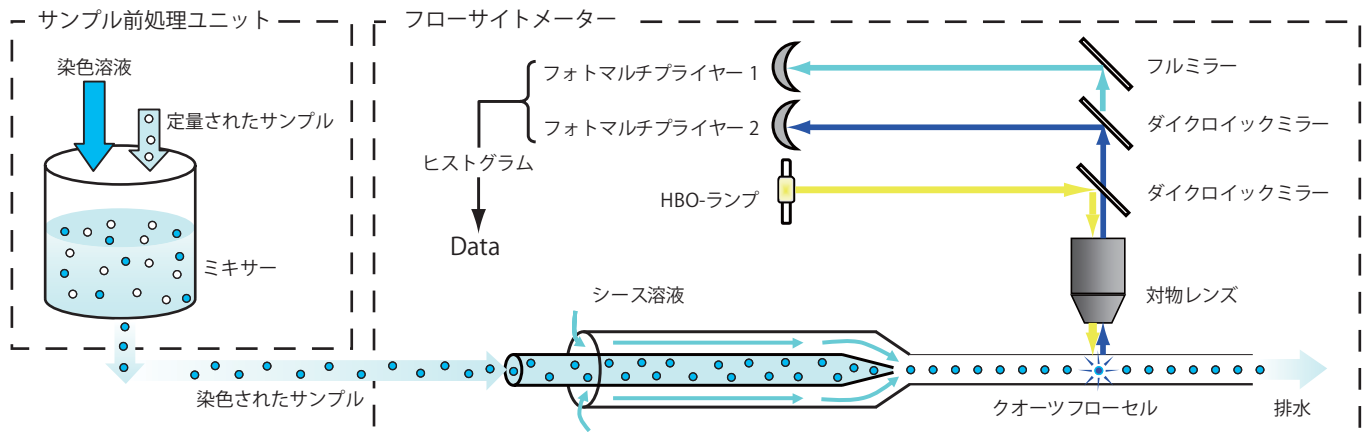 サンプル前処理ユニット
染色溶液
定量されたサンプル
ミキサー
染色されたサンプル
フローサイトメーター
フォトマルチプライヤー 1
フォトマルチプライヤー 2
ヒストグラム
Data
HBO-ランプ
フルミラー
ダイクロイックミラー
ダイクロイックミラー
対物レンズ
シース溶液
クオーツフローセル
排水